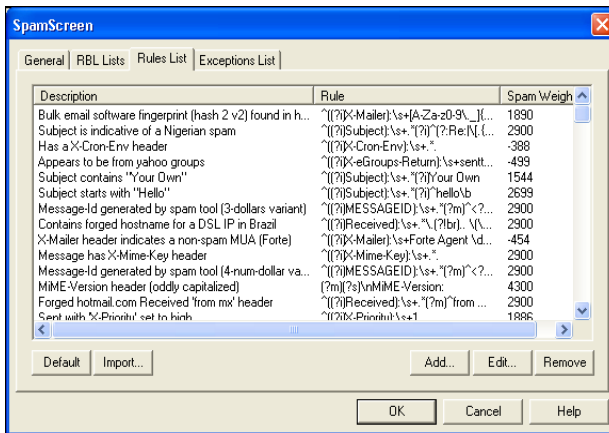 SpamScreen
General RBL Lists Rules List Exceptions List
Description Rule Spam Weigh
Bulk email software fingerprint (hash 2 v2) found in h... ^((?i)X-Mailer):\s+[A-Za-z0-9\._]{... 1890
Subject is indicative of a Nigerian spam ^((?i)Subject):\s+.*(?i)^(?:Re:|\[.{... 2900
Has a X-Cron-Env header ^((?i)X-Cron-Env):\s+.*. -388
Appears to be from yahoo groups ^((?i)X-eGroups-Return):\s+sentt... -499
Subject contains "Your Own" ^((?i)Subject):\s+.*(?i)Your Own 1544
Subject starts with "Hello" ^((?i)Subject):\s+.*(?i)^hello\b 2699
Message-Id generated by spam tool (3-dollars variant) ^((?i)MESSAGEID):\s+.*(?m)^<?... 2900
Contains forged hostname for a DSL IP in Brazil ^((?i)Received):\s+.*\.(?!br).. \(\... 2900
X-Mailer header indicates a non-spam MUA (Forte) ^((?i)X-Mailer):\s+Forte Agent \d... -454
Message has X-Mime-Key header ^((?i)X-Mime-Key):\s+.*. 2900
Message-Id generated by spam tool (4-num-dollar va... ^((?i)MESSAGEID):\s+.*(?m)^<?... 2900
MiME-Version header (oddly capitalized) (?m)(?s)\nMiME-Version: 4300
Forged hotmail.com Received 'from mx' header ^((?i)Received):\s+.*(?m)^from ... 2900
Sent with 'X-Priority' set to high ^((?i)X-Priority):\s+1 1886
Default Import... Add... Edit... Remove
OK Cancel Help